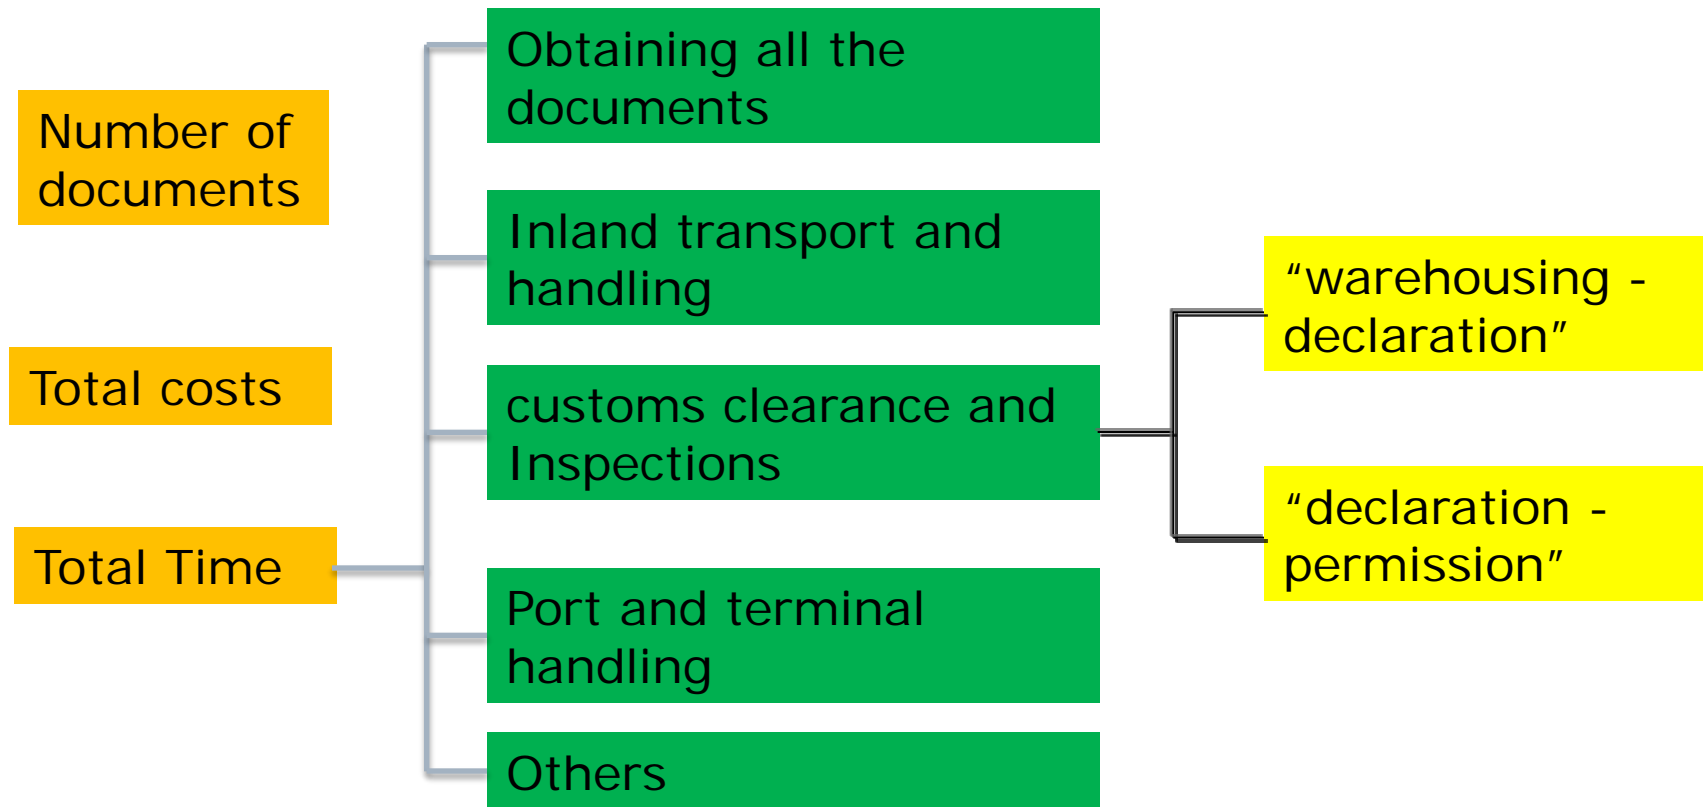 Number of
documents
Total costs
Total Time
Obtaining all the
documents
Inland transport and
handling
customs clearance and
Inspections
Port and terminal
handling
Others
“warehousing -
declaration”
“declaration -
permission”